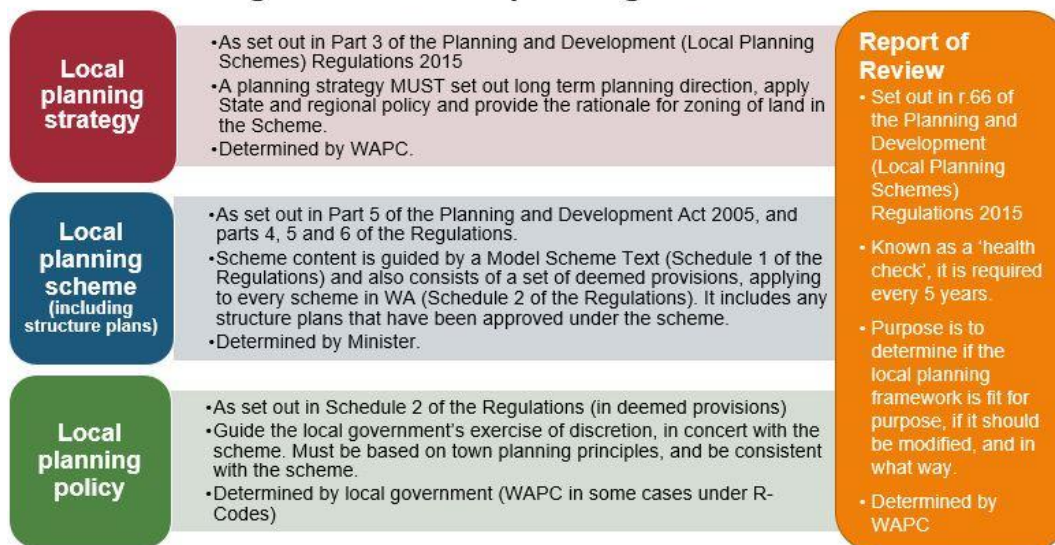 Local
planning
strategy
•As set out in Part 3 of the Planning and Development (Local Planning
Schemes) Regulations 2015
•A planning strategy MUST set out long term planning direction, apply
State and regional policy and provide the rationale for zoning of land in
the Scheme.
•Determined by WAPC.
Local
planning
scheme
(including
structure plans)
•As set out in Part 5 of the Planning and Development Act 2005, and
parts 4, 5 and 6 of the Regulations.
•Scheme content is guided by a Model Scheme Text (Schedule 1 of the
Regulations) and also consists of a set of deemed provisions, applying
to every scheme in WA (Schedule 2 of the Regulations). It includes any
structure plans that have been approved under the scheme.
•Determined by Minister.
Local
planning
policy
•As set out in Schedule 2 of the Regulations (in deemed provisions)
•Guide the local government's exercise of discretion, in concert with the
scheme. Must be based on town planning principles, and be consistent
with the scheme.
•Determined by local government (WAPC in some cases under R-
Codes)
Report of
Review
• Set out in r.66 of
the Planning and
Development
(Local Planning
Schemes)
Regulations 2015
• Known as a 'health
check', it is required
every 5 years.
• Purpose is to
determine if the
local planning
framework is fit for
purpose, if it should
be modified, and in
what way.
• Determined by
WAPC